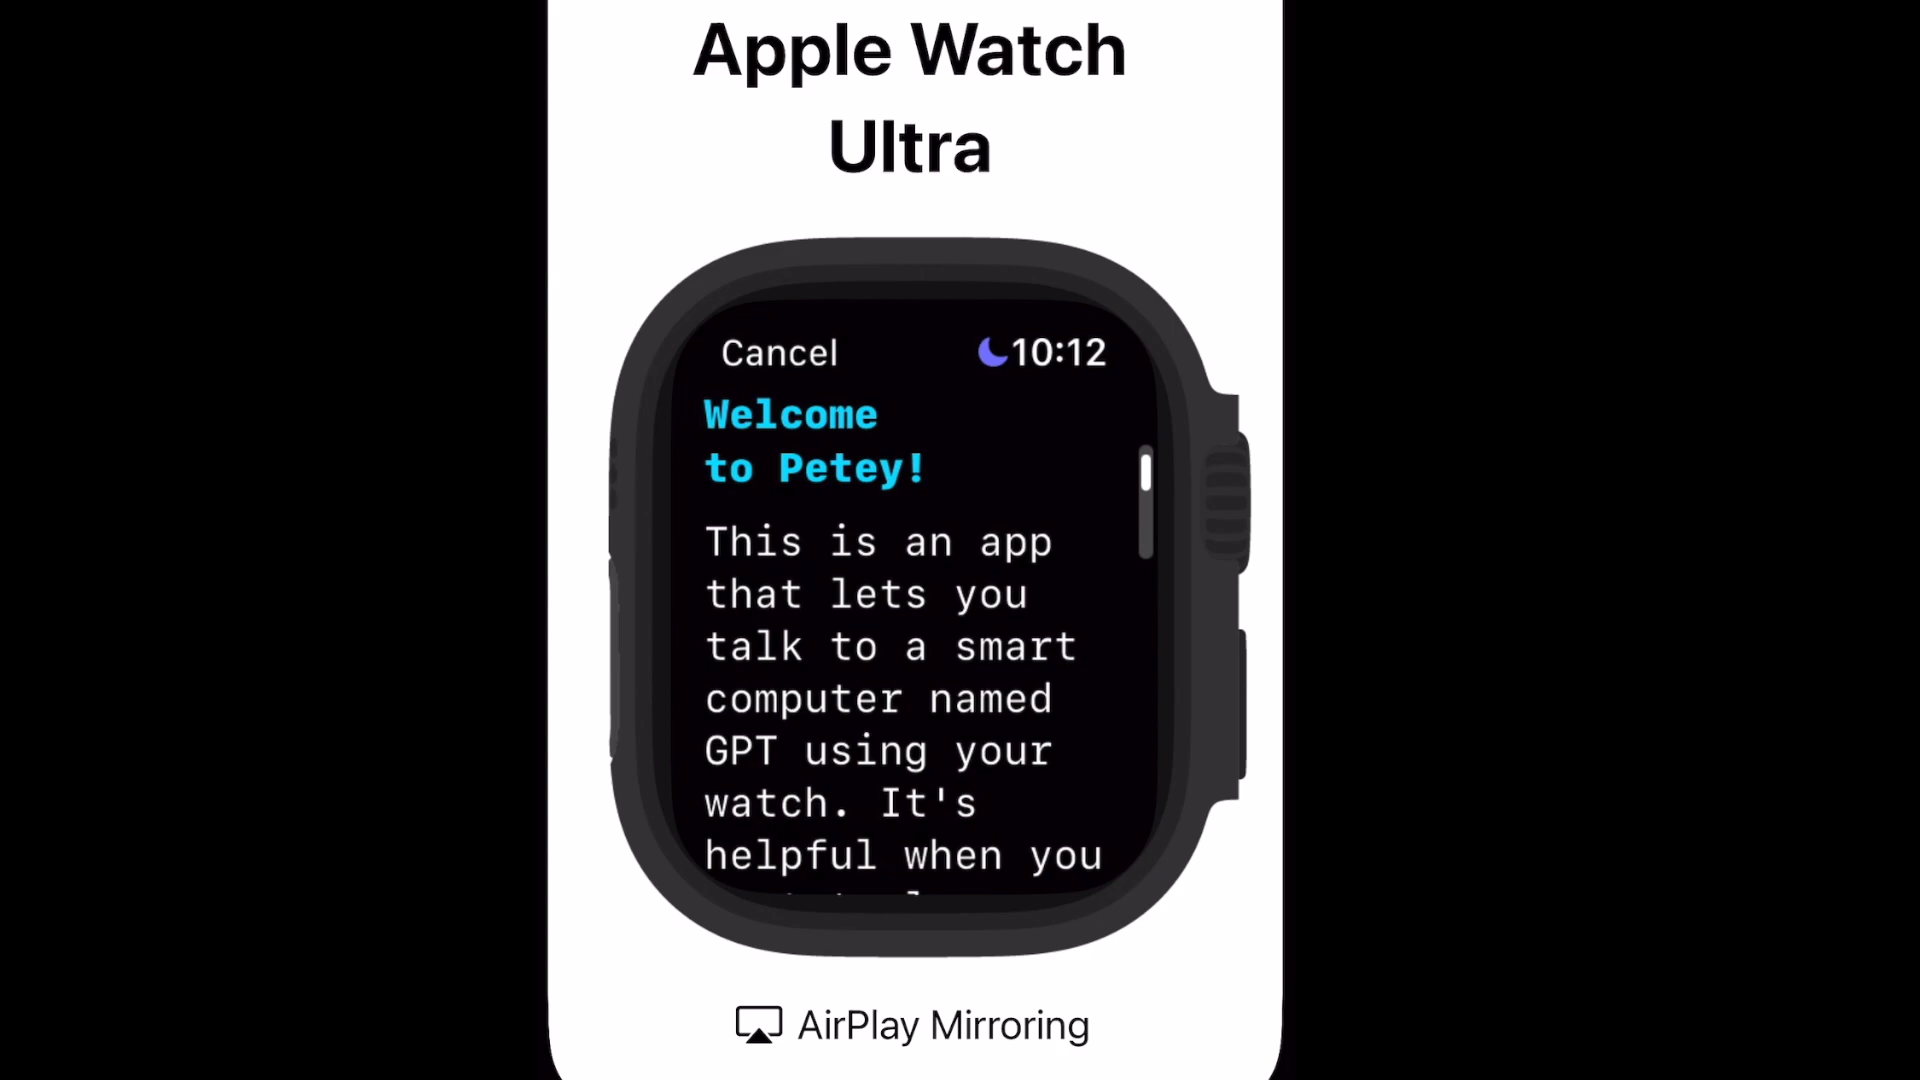 Apple Watch
Ultra
Cancel 10:12
Welcome
to Petey!
This is an app
that lets you
talk to a smart
computer named
GPT using your
watch. It's
helpful when you
AirPlay Mirroring